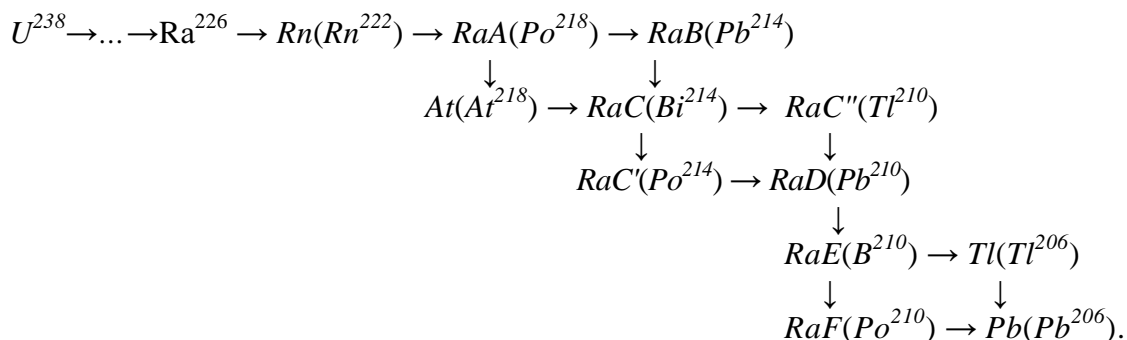 U²³⁸→...→Ra²²⁶ → Rn(Rn²²²) → RaA(Po²¹⁸) → RaB(Pb²¹⁴)
↓ ↓
At(At²¹⁸) → RaC(Bi²¹⁴) → RaC"(Tl²¹⁰)
↓ ↓
RaC'(Po²¹⁴) → RaD(Pb²¹⁰)
↓
RaE(B²¹⁰) → Tl(Tl²⁰⁶)
↓ ↓
RaF(Po²¹⁰) → Pb(Pb²⁰⁶).